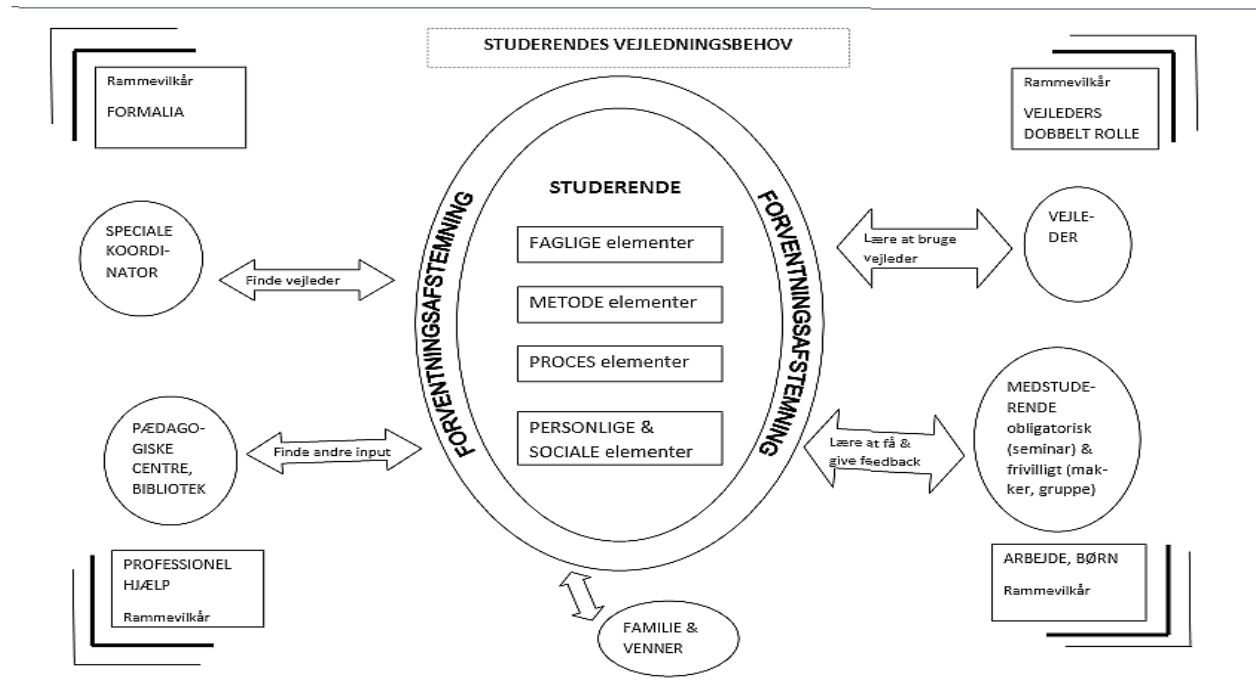 STUDERENDES VEJLEDNINGSBEHOV
Rammevilkår
FORMALIA
Rammevilkår
VEJLEDERS
DOBBELT ROLLE
FORVENTNINGSAFSTEMNING
FORVENTNINGSAFSTEMNING
STUDERENDE
FAGLIGE elementer
METODE elementer
PROCES elementer
PERSONLIGE &
SOCIALE elementer
SPECIALE
KOORDI-
NATOR
Finde vejleder
Lære at bruge
vejleder
VEJLE-
DER
PÆDAGO-
GISKE
CENTRE,
BIBLIOTEK
Finde andre input
Lære at få &
give feedback
MEDSTUDE-
RENDE
obligatorisk
(seminar) &
frivilligt (mak-
ker, gruppe)
PROFESSIONEL
HJÆLP
Rammevilkår
FAMILIE &
VENNER
ARBEJDE, BØRN
Rammevilkår